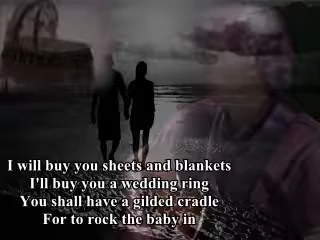 I will buy you sheets and blankets
I'll buy you a wedding ring
You shall have a gilded cradle
For to rock the baby in